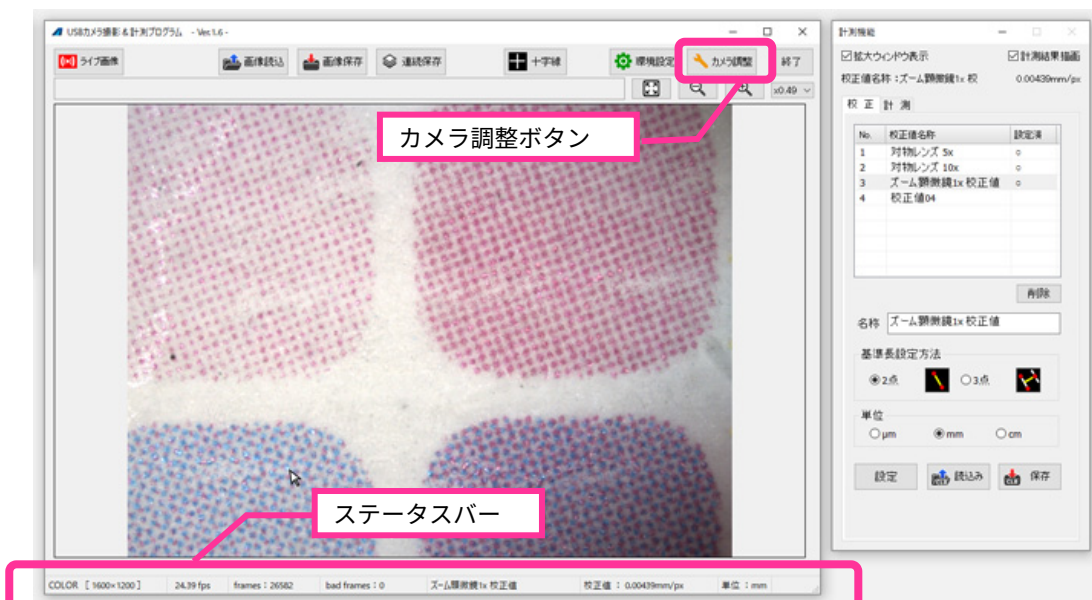 USBカメラ撮影&計測プログラム - Ver.1.6 -
ライブ画像
画像読込
画像保存
連続保存
十字線
環境設定
カメラ調整
終了
x0.49
カメラ調整ボタン
ステータスバー
COLOR [ 1600×1200 ]
24.39 fps
frames : 26582
bad frames : 0
ズーム顕微鏡1x 校正値
校正値 : 0.00439mm/px
単位 : mm
計測機能
拡大ウィンドウ表示
計測結果描画
校正値名称 : ズーム顕微鏡1x 校
0.00439mm/px
校 正
計 測
No. 校正値名称 設定済
1 対物レンズ 5x ○
2 対物レンズ 10x ○
3 ズーム顕微鏡1x 校正値 ○
4 校正値04
削除
名称 ズーム顕微鏡1x 校正値
基準長設定方法
2点
3点
単位
μm mm cm
設定
読込み
保存